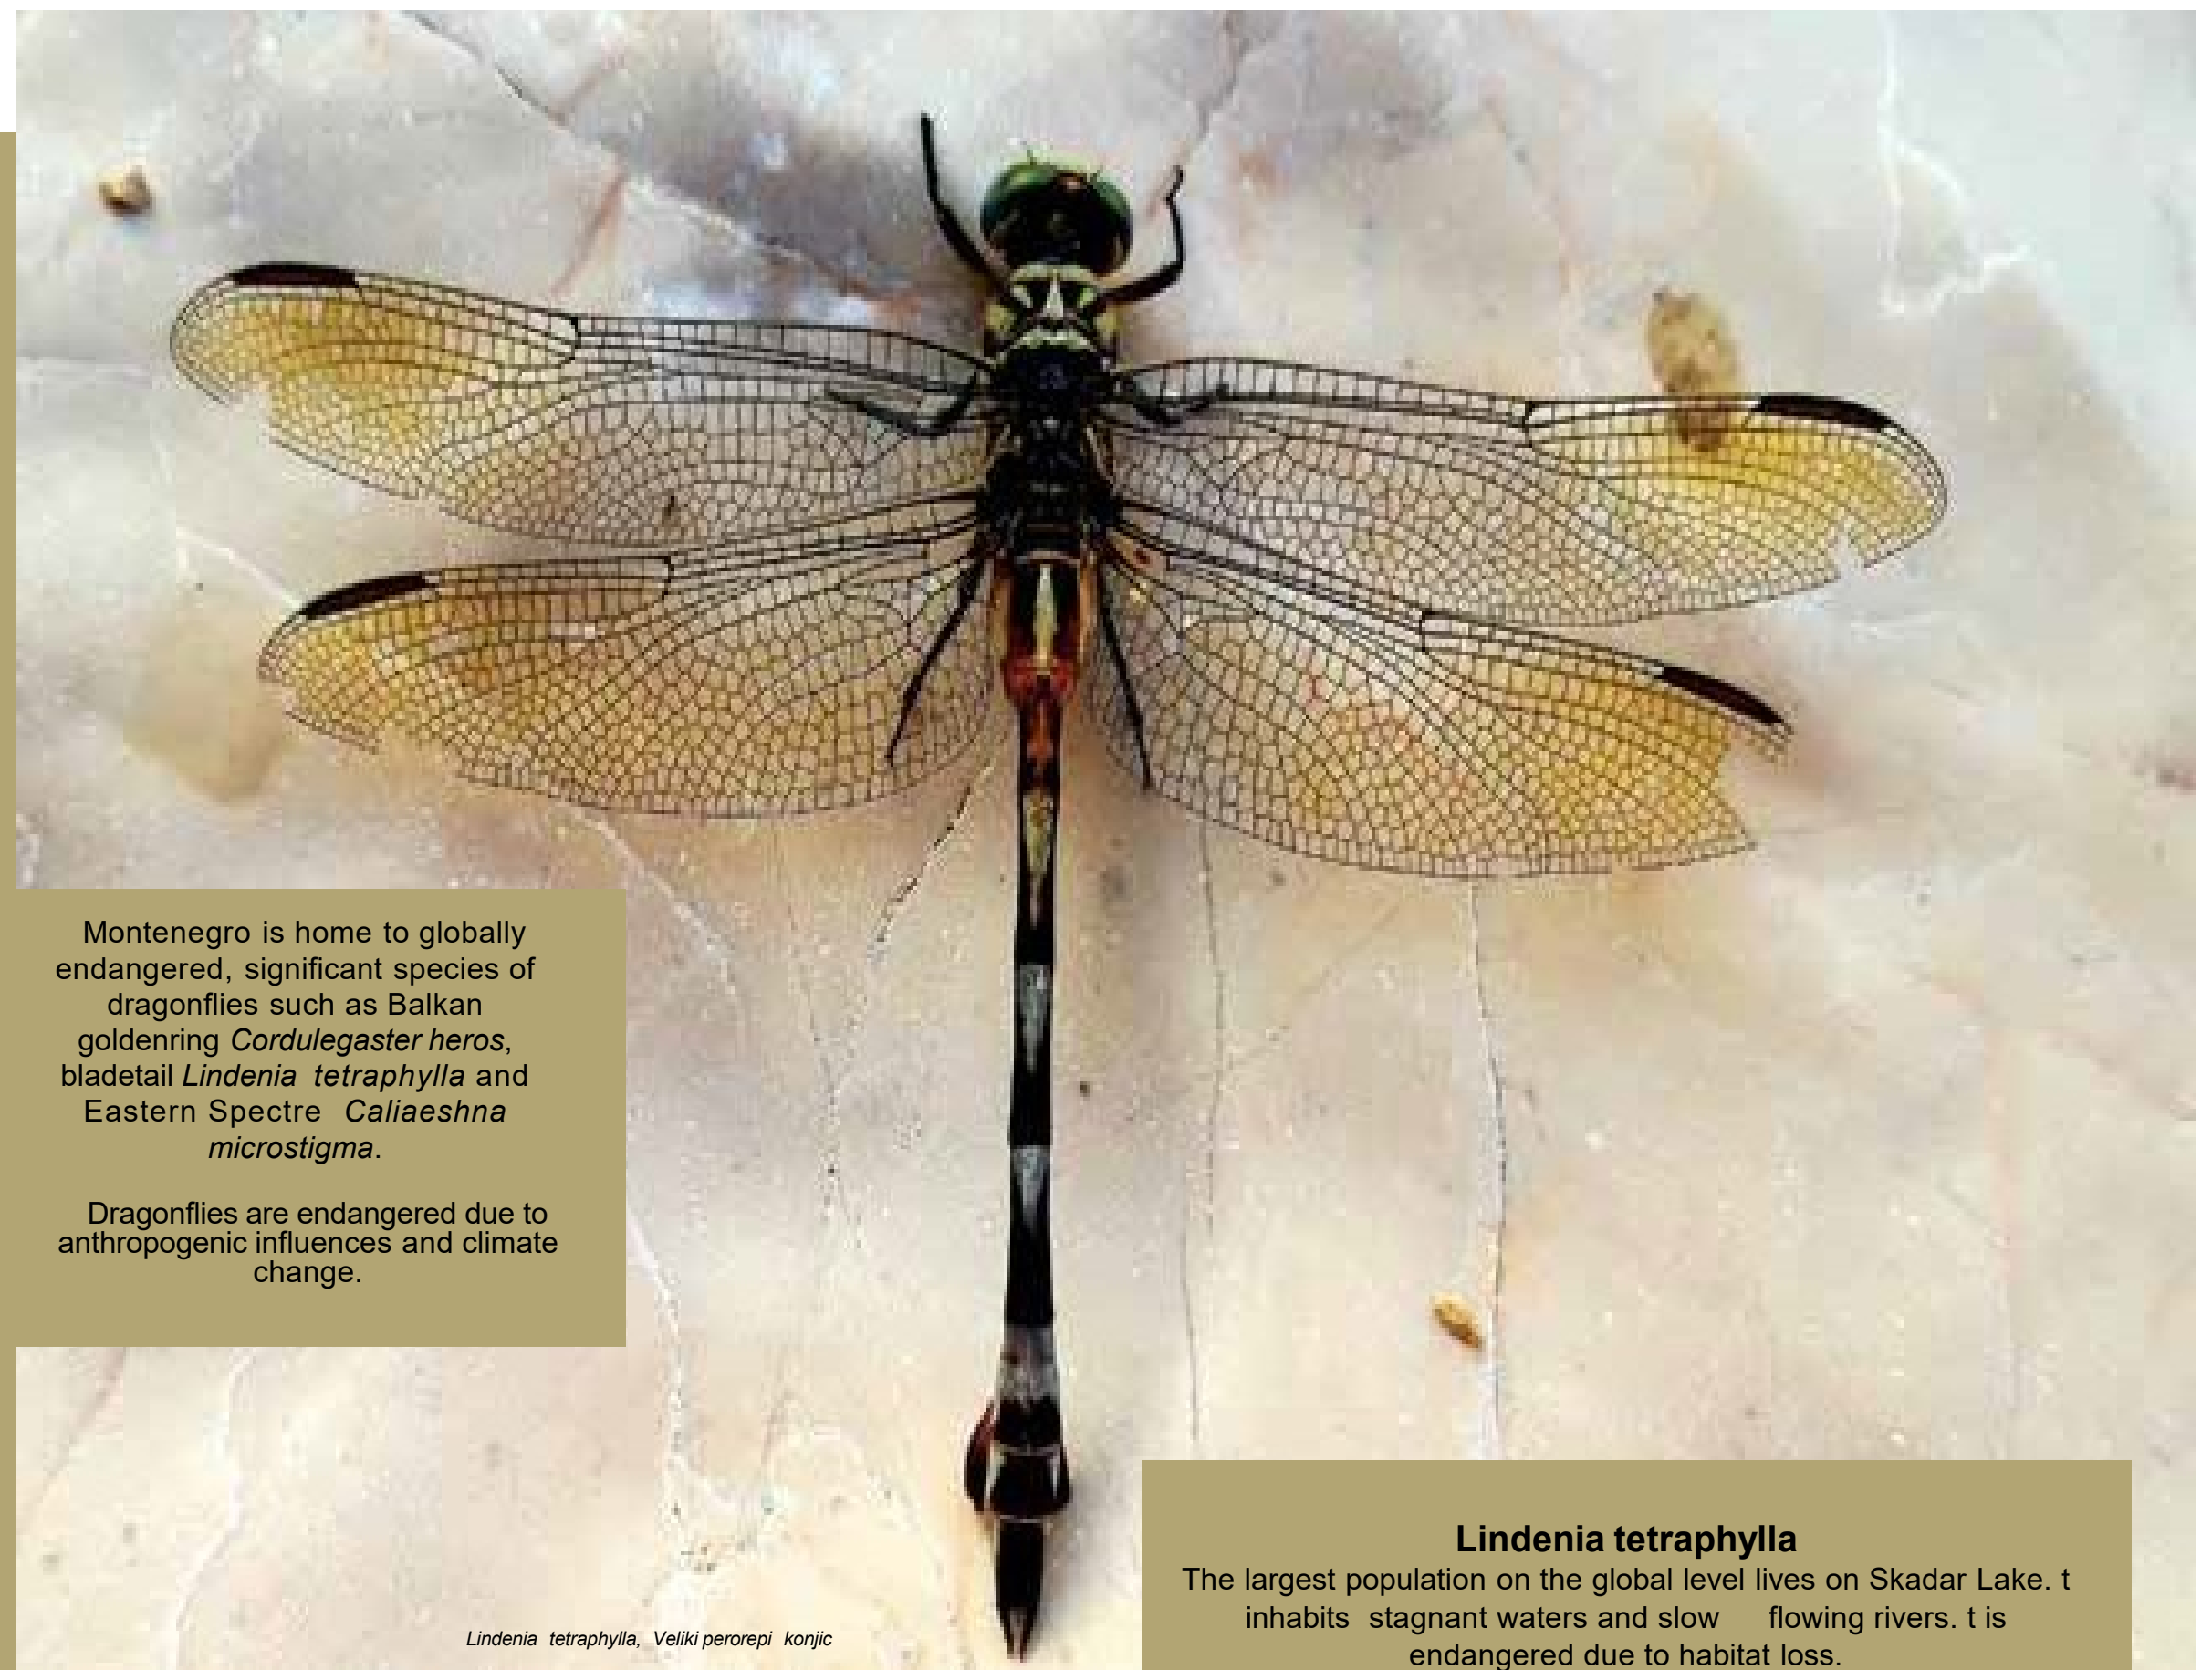 Montenegro is home to globally
endangered, significant species of
dragonflies such as Balkan
goldenring Cordulegaster heros,
bladetail Lindenia tetraphylla and
Eastern Spectre Caliaeshna
microstigma.
Dragonflies are endangered due to
anthropogenic influences and climate
change.
Lindenia tetraphylla, Veliki perorepi konjic
Lindenia tetraphylla
The largest population on the global level lives on Skadar Lake. t
inhabits stagnant waters and slow flowing rivers. t is
endangered due to habitat loss.